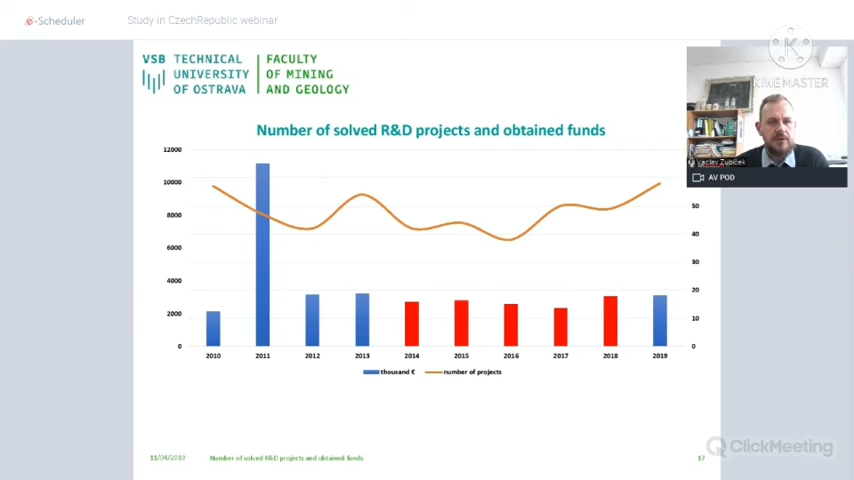 e-Scheduler
Study in CzechRepublic webinar
VSB TECHNICAL
UNIVERSITY
OF OSTRAVA
FACULTY
OF MINING
AND GEOLOGY
KINEMASTER
Number of solved R&D projects and obtained funds
Vaclav Zubiček
AV POD
12000
10000
8000
6000
4000
2000
0
50
40
30
20
10
0
2010 2011 2012 2013 2014 2015 2016 2017 2018 2019
thousand € number of projects
11/04/2019 Number of solved R&D projects and obtained funds 17
ClickMeeting